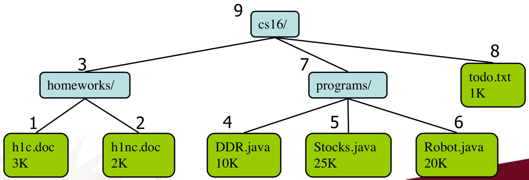 9
cs16/
3
7
8
homeworks/
programs/
todo.txt
1K
1
2
4
5
6
h1c.doc
3K
h1nc.doc
2K
DDR.java
10K
Stocks.java
25K
Robot.java
20K